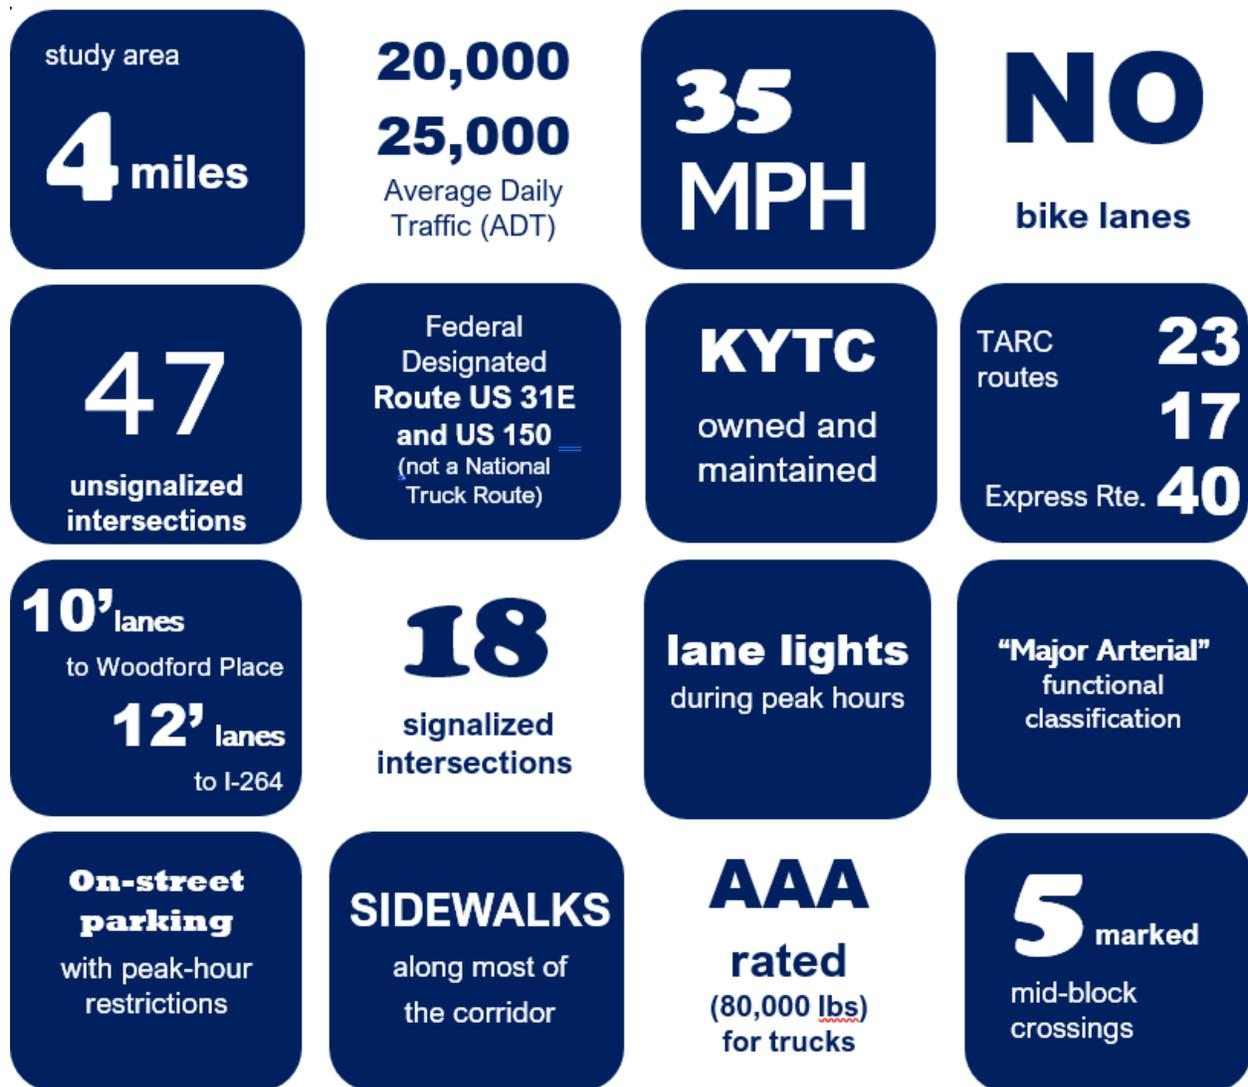 study area
4 miles
20,000
25,000
Average Daily
Traffic (ADT)
35
MPH
NO
bike lanes
47
unsignalized
intersections
Federal
Designated
Route US 31E
and US 150
(not a National
Truck Route)
KYTC
owned and
maintained
TARC
routes
23
17
Express Rte. 40
10’ lanes
to Woodford Place
12’ lanes
to I-264
18
signalized
intersections
lane lights
during peak hours
“Major Arterial”
functional
classification
On-street
parking
with peak-hour
restrictions
SIDEWALKS
along most of
the corridor
AAA
rated
(80,000 lbs)
for trucks
5 marked
mid-block
crossings